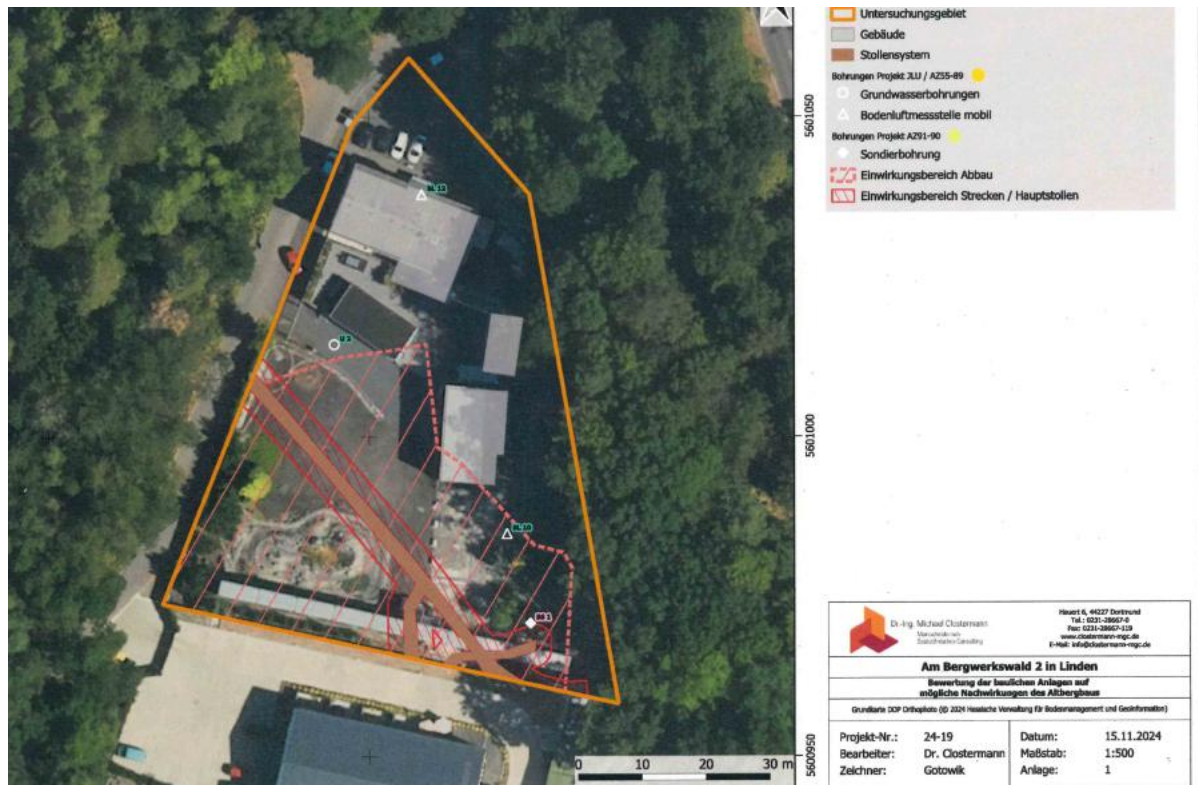 Untersuchungsgebiet
Gebäude
Stollensystem
Bohrungen Projekt JLU / AZ55-89
Grundwasserbohrungen
Bodenluftmessstelle mobil
Bohrungen Projekt AZ91-90
Sondierbohrung
Einwirkungsbereich Abbau
Einwirkungsbereich Strecken / Hauptstollen
5601050
5601000
5600950
0 10 20 30 m
Dr.-Ing. Michael Clostermann
Hauert 6, 44227 Dortmund
Tel.: 0231-28667-0
Fax: 0231-28667-119
www.clostermann-mgc.de
E-Mail: info@clostermann-mgc.de
Am Bergwerkswald 2 in Linden
Bewertung der baulichen Anlagen auf
mögliche Nachwirkungen des Altbergbaus
Grundkarte DOP Orthophoto (© 2024 Hessische Verwaltung für Bodenmanagement und Geoinformation)
Projekt-Nr.: 24-19
Datum: 15.11.2024
Bearbeiter: Dr. Clostermann
Maßstab: 1:500
Zeichner: Gotowik
Anlage: 1